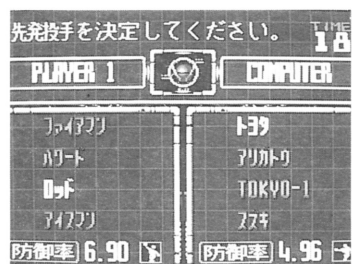 先発投手を決定してください。
TIME
18
PLAYER 1
COMPUTER
ファイアマン
トヨタ
ハワード
アリカトウ
ロッド
TOKYO-1
アイスマン
スズキ
防御率 6.90
防御率 4.96